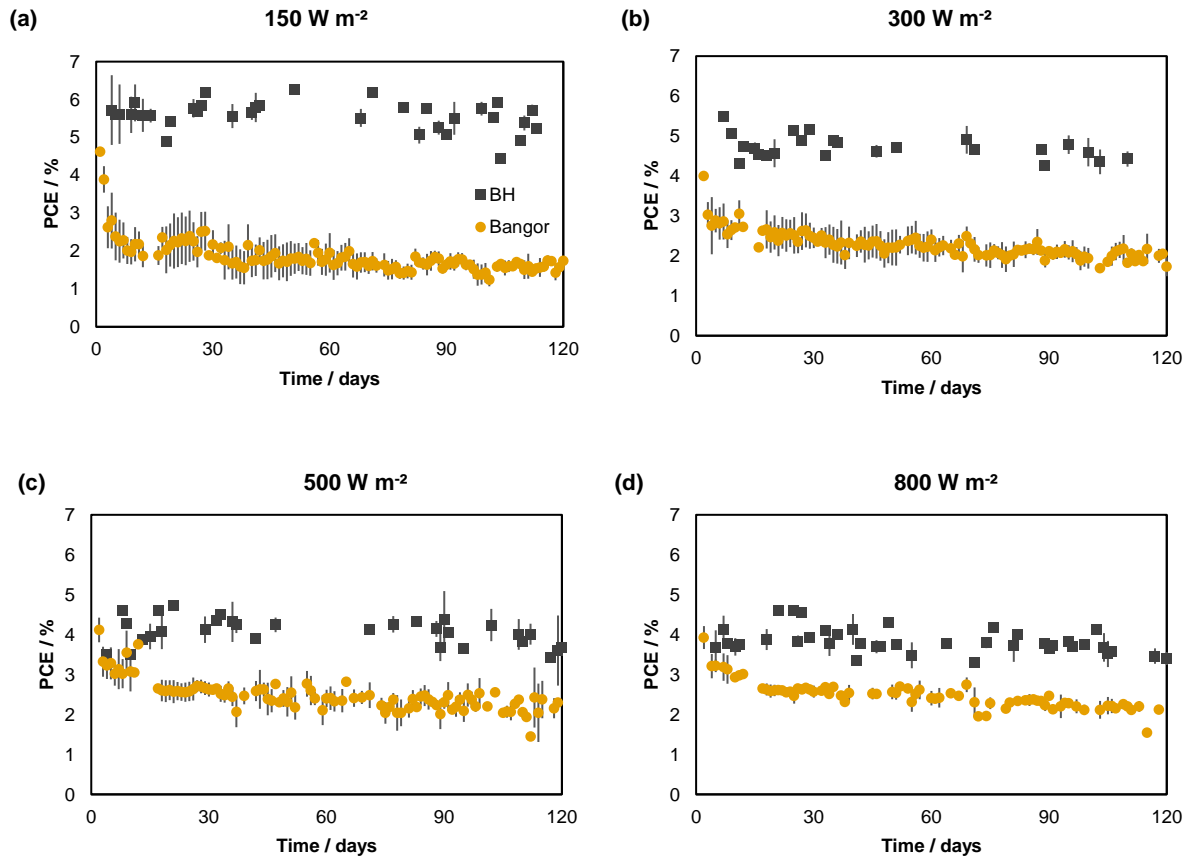 (a)
150 W m⁻²
PCE / %
7
6
5
4
3
2
1
0
BH
Bangor
0 30 60 90 120
Time / days
(b)
300 W m⁻²
PCE / %
7
6
5
4
3
2
1
0
0 30 60 90 120
Time / days
(c)
500 W m⁻²
PCE / %
7
6
5
4
3
2
1
0
0 30 60 90 120
Time / days
(d)
800 W m⁻²
PCE / %
7
6
5
4
3
2
1
0
0 30 60 90 120
Time / days